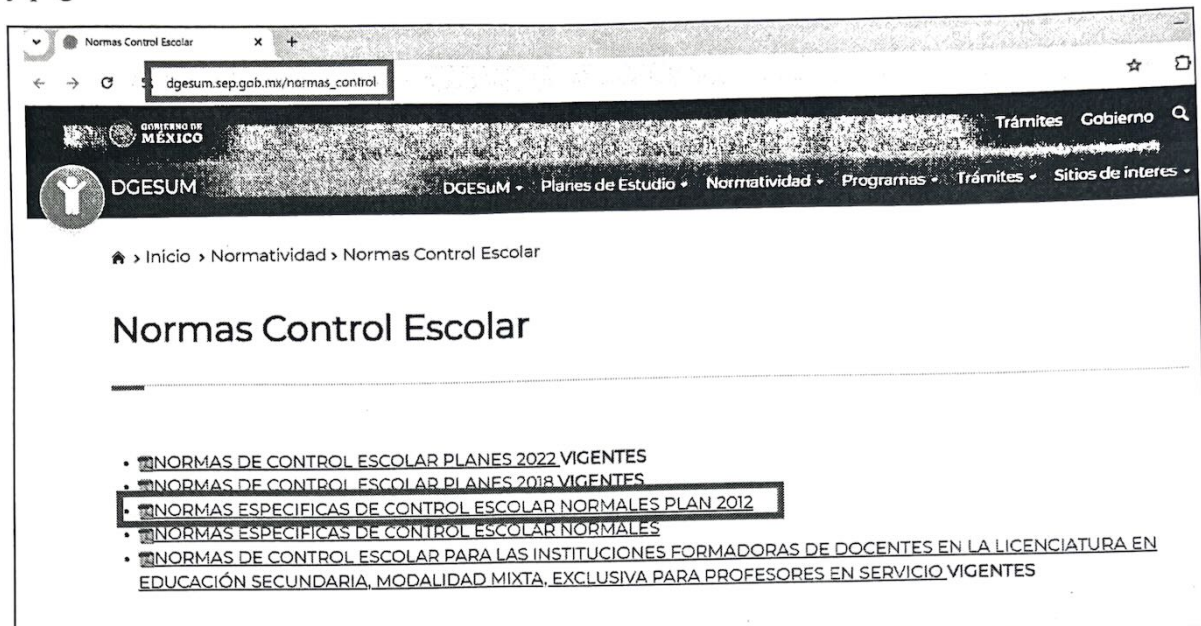 Normas Control Escolar
dgesum.sep.gob.mx/normas_control
GOBIERNO DE
MÉXICO
Trámites Gobierno
DGESUM
DGESuM Planes de Estudio Normatividad Programas Trámites Sitios de interes
> Inicio > Normatividad > Normas Control Escolar
Normas Control Escolar
• NORMAS DE CONTROL ESCOLAR PLANES 2022 VIGENTES
• NORMAS DE CONTROL ESCOLAR PLANES 2018 VIGENTES
• NORMAS ESPECIFICAS DE CONTROL ESCOLAR NORMALES PLAN 2012
• NORMAS ESPECIFICAS DE CONTROL ESCOLAR NORMALES
• NORMAS DE CONTROL ESCOLAR PARA LAS INSTITUCIONES FORMADORAS DE DOCENTES EN LA LICENCIATURA EN
EDUCACIÓN SECUNDARIA, MODALIDAD MIXTA, EXCLUSIVA PARA PROFESORES EN SERVICIO VIGENTES